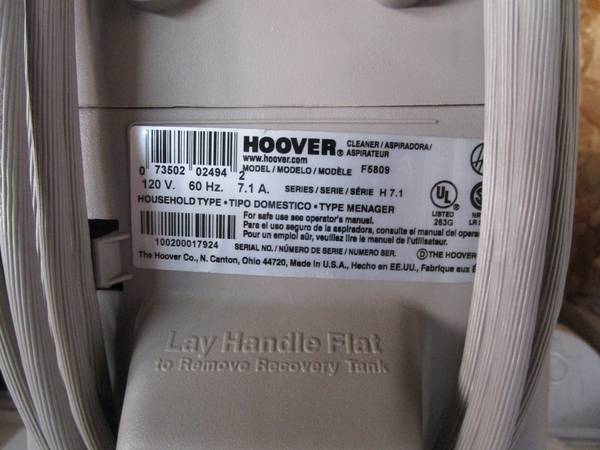 HOOVER® CLEANER / ASPIRADORA / ASPIRATEUR
www.hoover.com
0 73502 02494 2
MODEL / MODELO / MODÈLE F5809
120 V. 60 Hz. 7.1 A. SERIES / SERIE / SÉRIE H 7.1
HOUSEHOLD TYPE • TIPO DOMESTICO • TYPE MENAGER
UL
LISTED
263G
For safe use see operator's manual.
Para el uso seguro de la aspiradora, consulte el manual del
Pour un emploi sûr, veuillez lire le manuel de l'utilisateur.
100200017924
SERIAL NO. / NÚMERO DE SERIE / NUMERO SER.
THE HOOVER
The Hoover Co., N. Canton, Ohio 44720, Made in U.S.A., Hecho en EE.UU., Fabrique aux
Lay Handle Flat
to Remove Recovery Tank